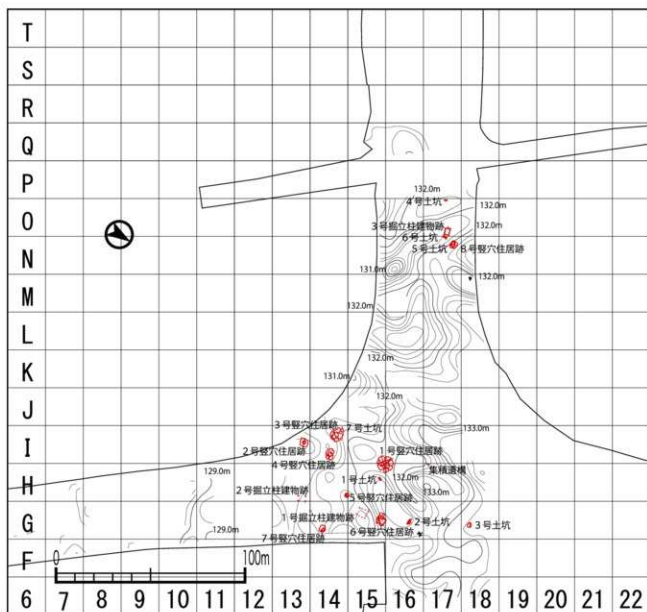 T
S
R
Q
P
132.0m
4号土坑
132.0m
O
3号掘立柱建物跡
132.0m
6号土坑
5号土坑
8号竪穴住居跡
N
131.0m
132.0m
M
132.0m
L
132.0m
K
131.0m
132.0m
J
133.0m
3号竪穴住居跡
7号土坑
I
2号竪穴住居跡
1号竪穴住居跡
4号竪穴住居跡
129.0m
集積遺構
H
1号土坑
132.0m
2号掘立柱建物跡
5号竪穴住居跡
133.0m
G
1号掘立柱建物跡
2号土坑
3号土坑
129.0m
7号竪穴住居跡
6号竪穴住居跡
F
0
100m
6 7 8 9 10 11 12 13 14 15 16 17 18 19 20 21 22